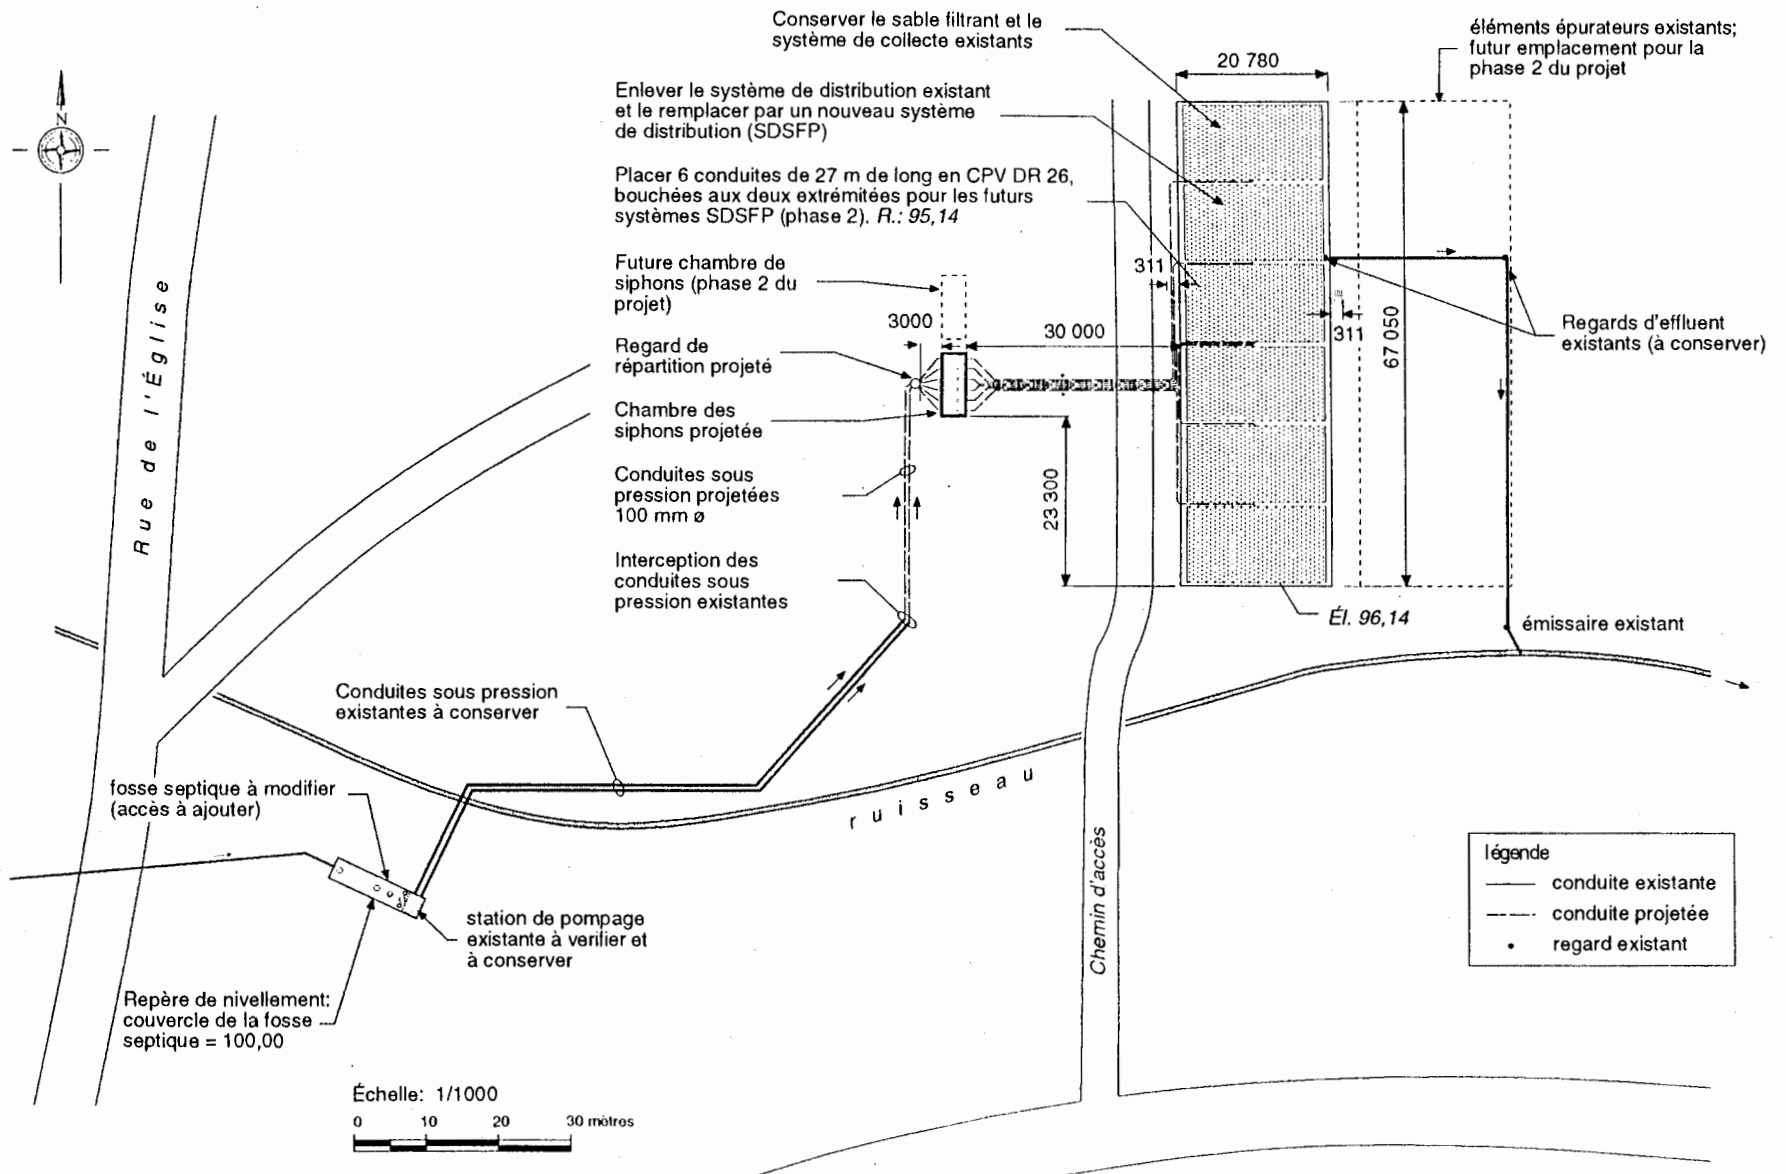 Conserver le sable filtrant et le
système de collecte existants
éléments épurateurs existants;
futur emplacement pour la
phase 2 du projet
20 780
Enlever le système de distribution existant
et le remplacer par un nouveau système
de distribution (SDSFP)
N
Placer 6 conduites de 27 m de long en CPV DR 26,
bouchées aux deux extrémitées pour les futurs
systèmes SDSFP (phase 2). R.: 95,14
Future chambre de
siphons (phase 2 du
projet)
311
3000
30 000
311
67 050
Regards d'effluent
existants (à conserver)
Regard de
répartition projeté
Chambre des
siphons projetée
Rue de l'Église
Conduites sous
pression projetées
100 mm ø
23 300
Interception des
conduites sous
pression existantes
Él. 96,14
émissaire existant
Conduites sous pression
existantes à conserver
fosse septique à modifier
(accès à ajouter)
ruisseau
Chemin d'accès
station de pompage
existante à verifier et
à conserver
Repère de nivellement:
couvercle de la fosse
septique = 100,00
légende
conduite existante
conduite projetée
regard existant
Échelle: 1/1000
0 10 20 30 mètres